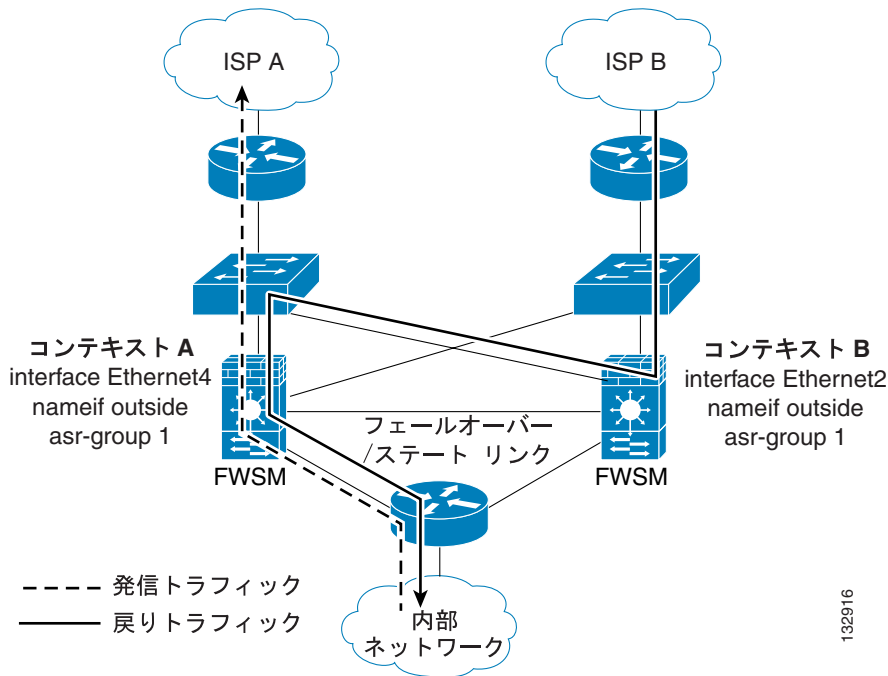 ISP A
ISP B
コンテキスト A
interface Ethernet4
nameif outside
asr-group 1
コンテキスト B
interface Ethernet2
nameif outside
asr-group 1
フェールオーバー
/ステート リンク
FWSM
FWSM
発信トラフィック
戻りトラフィック
内部
ネットワーク
132916